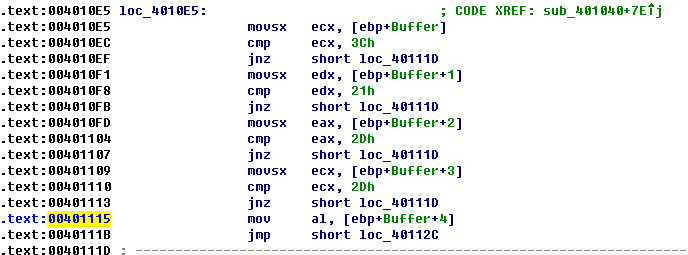 .text:004010E5 loc_4010E5: ; CODE XREF: sub_401040+7E↑j
.text:004010E5 movsx ecx, [ebp+Buffer]
.text:004010EC cmp ecx, 3Ch
.text:004010EF jnz short loc_40111D
.text:004010F1 movsx edx, [ebp+Buffer+1]
.text:004010F8 cmp edx, 21h
.text:004010FB jnz short loc_40111D
.text:004010FD movsx eax, [ebp+Buffer+2]
.text:00401104 cmp eax, 2Dh
.text:00401107 jnz short loc_40111D
.text:00401109 movsx ecx, [ebp+Buffer+3]
.text:00401110 cmp ecx, 2Dh
.text:00401113 jnz short loc_40111D
.text:00401115 mov al, [ebp+Buffer+4]
.text:0040111B jmp short loc_40112C
.text:0040111D ; ---------------------------------------------------------------------------